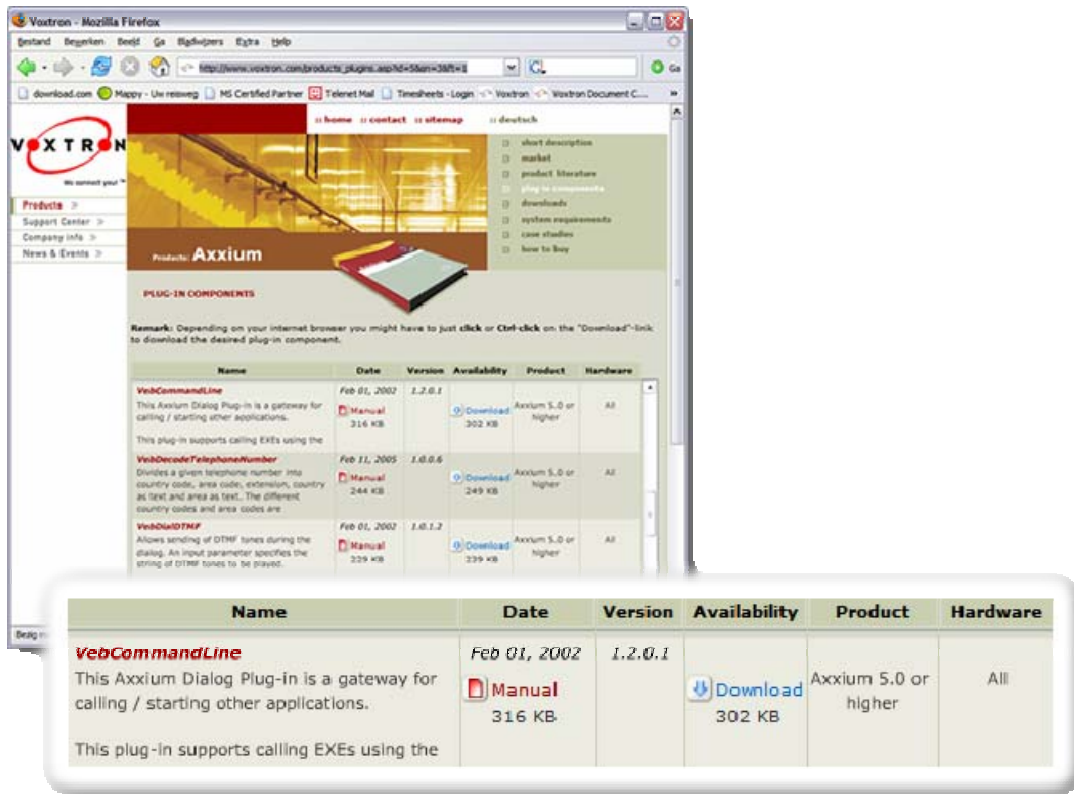 Voxtron - Mozilla Firefox
Bestand Bewerken Beeld Ga Bladwijzers Extra Help
Ga
download.com Mappy - Uw reisweg MS Certified Partner Telenet Mail Timesheets - Login Voxtron Voxtron Document C... »
:: home :: contact :: sitemap :: deutsch
VOXTRON
We connect you! ™
short description
market
product literature
plug-in components
downloads
system requirements
case studies
how to buy
Products »
Support Center »
Company Info »
News & Events »
Products: Axxium
PLUG-IN COMPONENTS
Remark: Depending on your internet browser you might have to just click or Ctrl-click on the "Download"-link
to download the desired plug-in component.
Name Date Version Availability Product Hardware
VebCommandLine Feb 01, 2002 1.2.0.1
This Axxium Dialog Plug-in is a gateway for
calling / starting other applications.
Manual
316 KB
Download
302 KB
Axxium 5.0 or
higher
All
This plug-in supports calling EXEs using the
VebDecodeTelephoneNumber Feb 11, 2005 1.0.0.6
Divides a given telephone number into
country code, area code, extension, country
as text and area as text. The different
country codes and area codes are
Manual
244 KB
Download
249 KB
Axxium 5.0 or
higher
All
VebDialDTMF Feb 01, 2002 1.0.1.2
Allows sending of DTMF tones during the
dialog. An input parameter specifies the
string of DTMF tones to be played.
Manual
Download
Axxium 5.0 or
higher
All
Bezig
Name Date Version Availability Product Hardware
VebCommandLine Feb 01, 2002 1.2.0.1
This Axxium Dialog Plug-in is a gateway for
calling / starting other applications.
Manual
316 KB
Download
302 KB
Axxium 5.0 or
higher
All
This plug-in supports calling EXEs using the